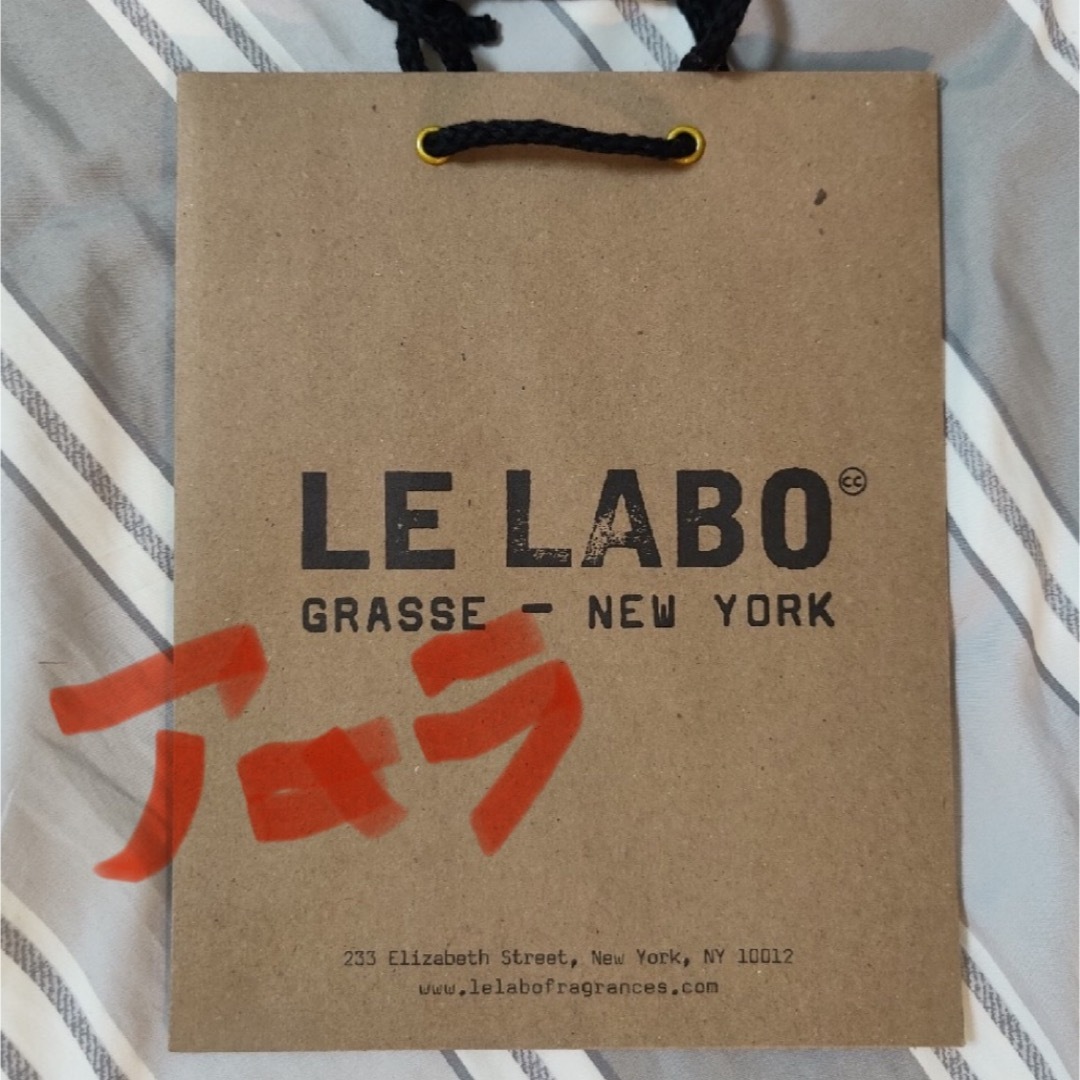 LE LABO
GRASSE – NEW YORK
233 Elizabeth Street, New York, NY 10012
www.lelabofragrances.com